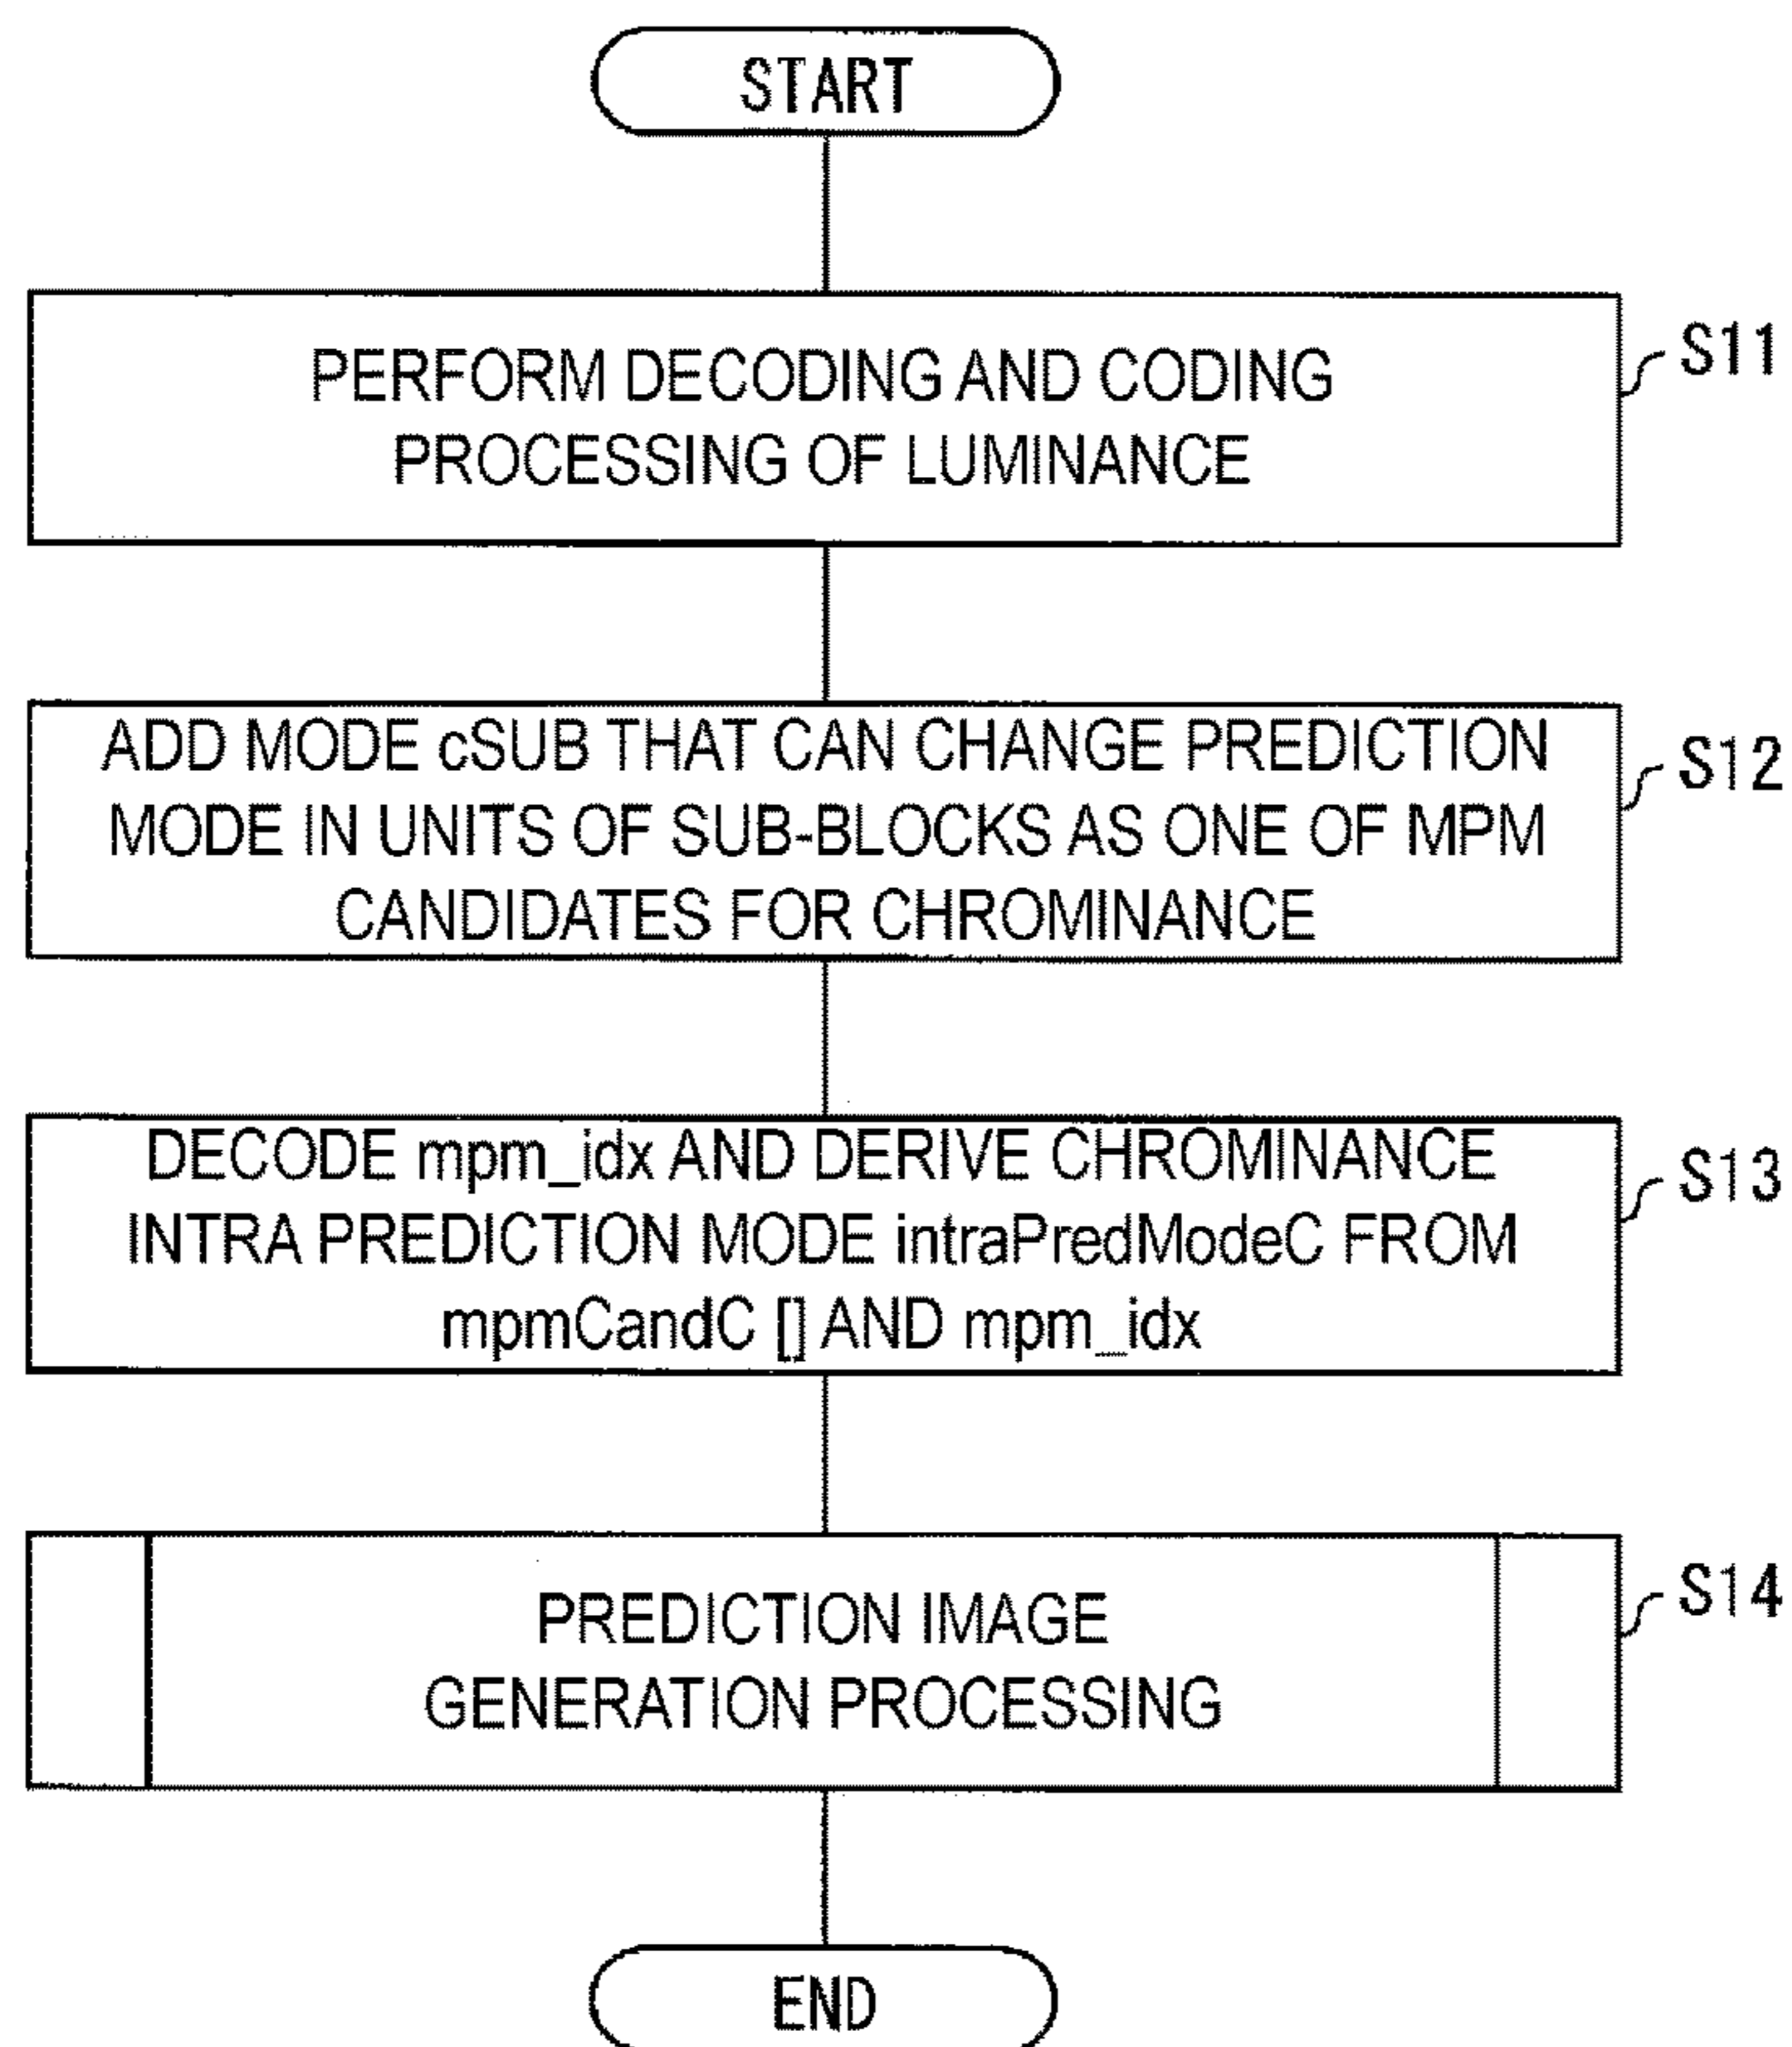 START
PERFORM DECODING AND CODING
PROCESSING OF LUMINANCE
S11
ADD MODE cSUB THAT CAN CHANGE PREDICTION
MODE IN UNITS OF SUB-BLOCKS AS ONE OF MPM
CANDIDATES FOR CHROMINANCE
S12
DECODE mpm_idx AND DERIVE CHROMINANCE
INTRA PREDICTION MODE intraPredModeC FROM
mpmCandC [] AND mpm_idx
S13
PREDICTION IMAGE
GENERATION PROCESSING
S14
END